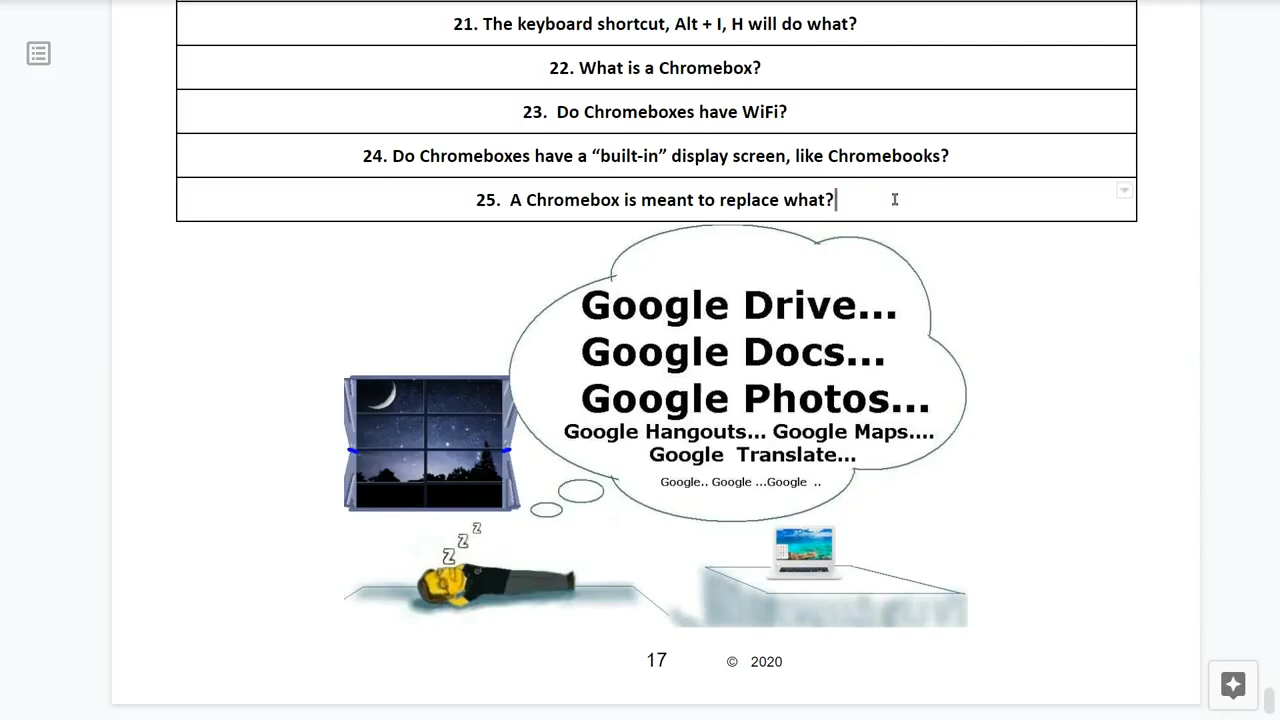 21. The keyboard shortcut, Alt + I, H will do what?
22. What is a Chromebox?
23.  Do Chromeboxes have WiFi?
24. Do Chromeboxes have a “built-in” display screen, like Chromebooks?
25.  A Chromebox is meant to replace what?
Google Drive...
Google Docs...
Google Photos...
Google Hangouts... Google Maps....
Google  Translate...
Google.. Google ...Google  ..
z
z
z
17 © 2020